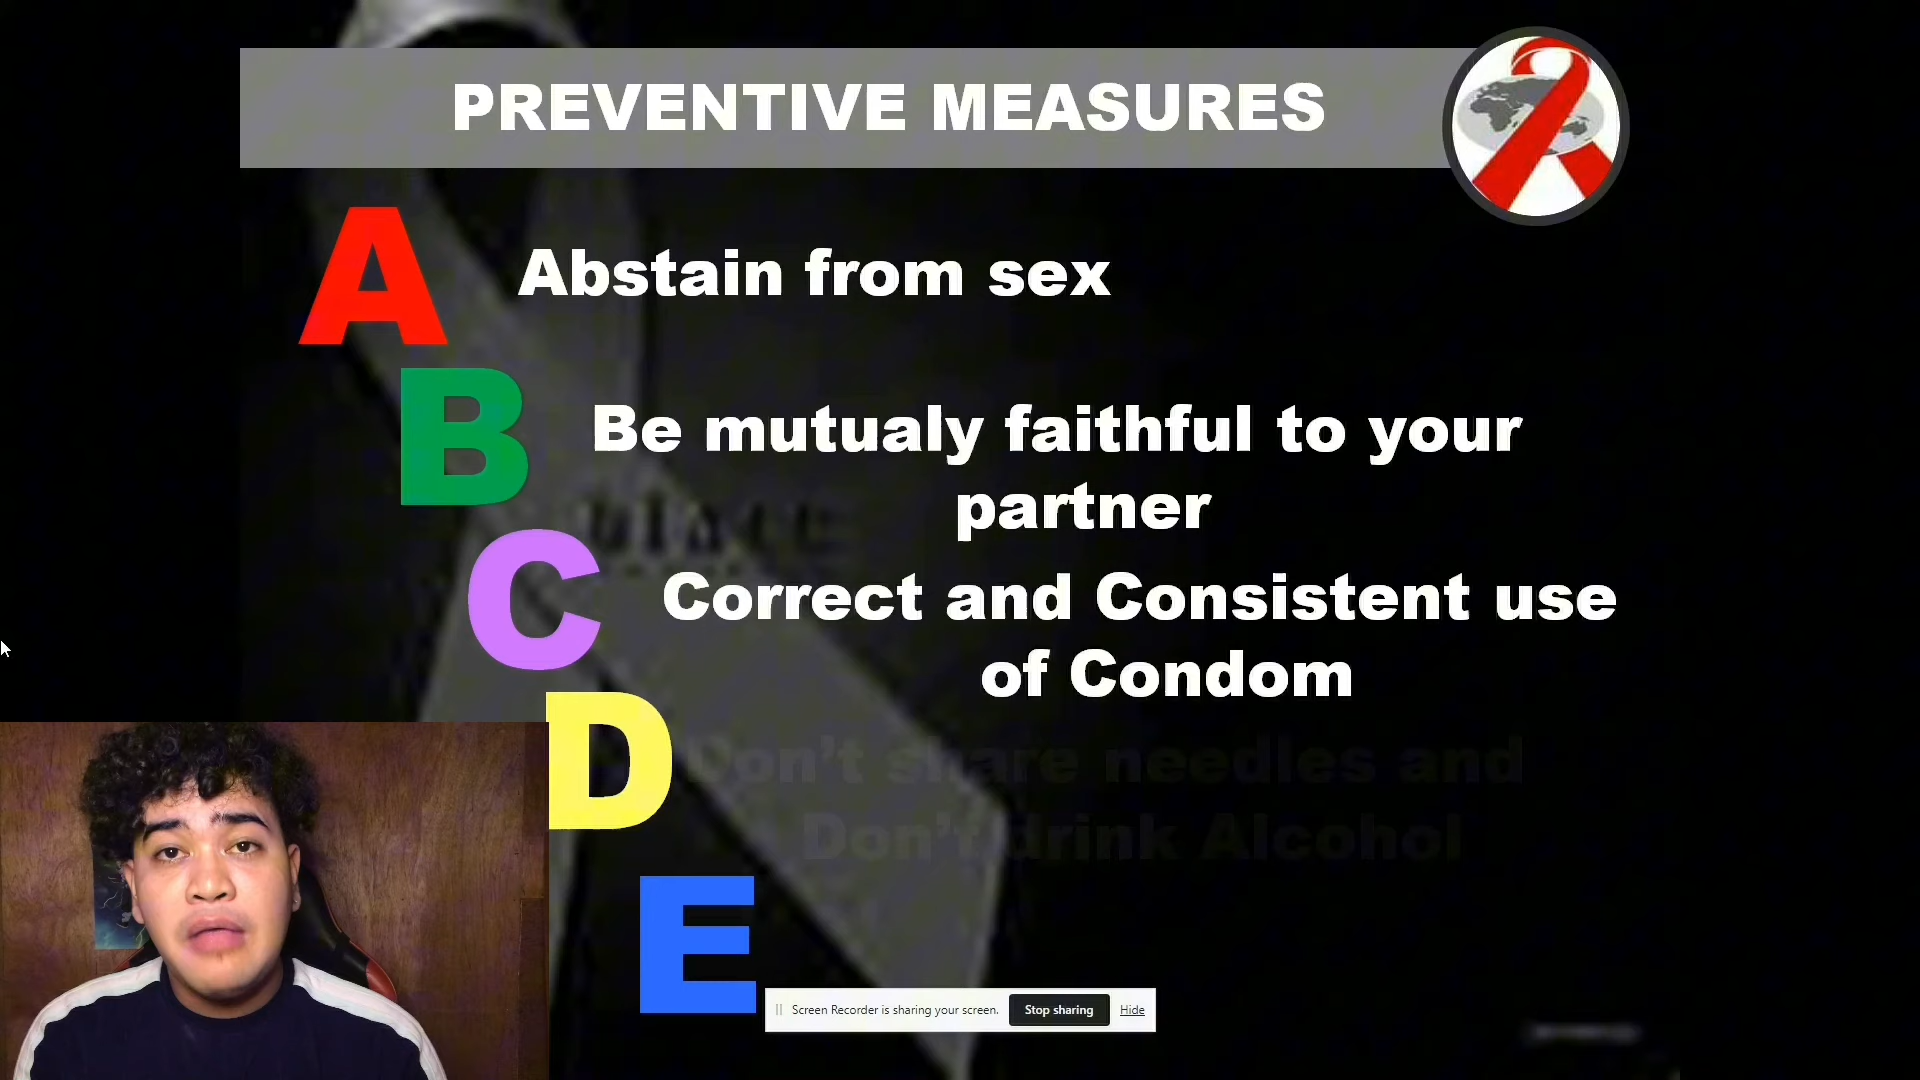 PREVENTIVE MEASURES
A
Abstain from sex
B
Be mutualy faithful to your
partner
C
Correct and Consistent use
of Condom
D
Don't share needles and
Don't drink Alcohol
E
Screen Recorder is sharing your screen.
Stop sharing
Hide